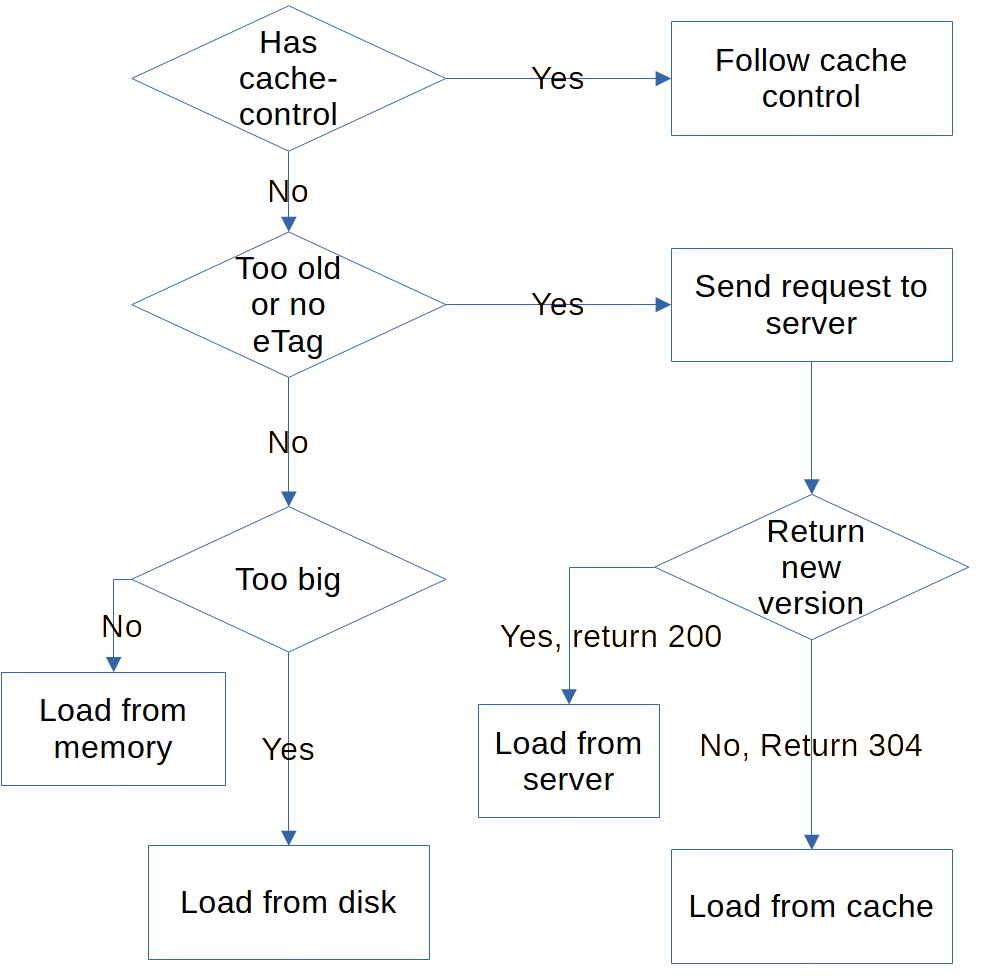 Has
cache-
control
Yes
Follow cache
control
No
Too old
or no
eTag
Yes
Send request to
server
No
Too big
Return
new
version
No
Yes, return 200
Load from
memory
Yes
Load from
server
No, Return 304
Load from disk
Load from cache